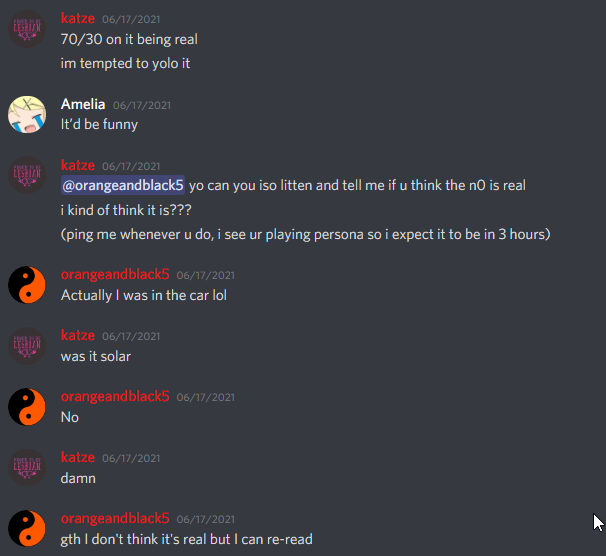 katze 06/17/2021
70/30 on it being real
im tempted to yolo it
Amelia 06/17/2021
It'd be funny
katze 06/17/2021
@orangeandblack5 yo can you iso litten and tell me if u think the n0 is real
i kind of think it is???
(ping me whenever u do, i see ur playing persona so i expect it to be in 3 hours)
orangeandblack5 06/17/2021
Actually I was in the car lol
katze 06/17/2021
was it solar
orangeandblack5 06/17/2021
No
katze 06/17/2021
damn
orangeandblack5 06/17/2021
gth I don't think it's real but I can re-read